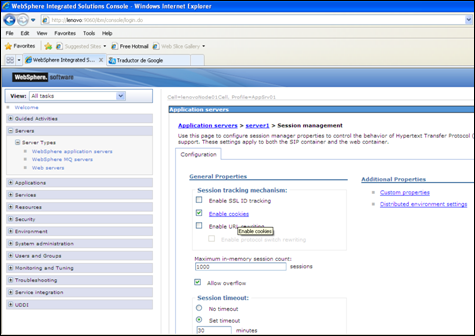 WebSphere Integrated Solutions Console - Windows Internet Explorer
http://lenovo:9060/ibm/console/login.do
File Edit View Favorites Tools Help
Favorites Suggested Sites Free Hotmail Web Slice Gallery
WebSphere Integrated S... Traductor de Google
WebSphere. software
View: All tasks
Cell=lenovoNode01Cell, Profile=AppSrv01
Welcome
Guided Activities
Servers
Server Types
WebSphere application servers
WebSphere MQ servers
Web servers
Applications
Services
Resources
Security
Environment
System administration
Users and Groups
Monitoring and Tuning
Troubleshooting
Service integration
UDDI
Application servers
Application servers > server1 > Session management
Use this page to configure session manager properties to control the behavior of Hypertext Transfer Protocol (
support. These settings apply to both the SIP container and the web container.
Configuration
General Properties
Session tracking mechanism:
Enable SSL ID tracking
Enable cookies
Enable URL rewriting
Enable cookies
Enable protocol switch rewriting
Maximum in-memory session count:
1000 sessions
Allow overflow
Session timeout:
No timeout
Set timeout
30 minutes
Additional Properties
Custom properties
Distributed environment settings